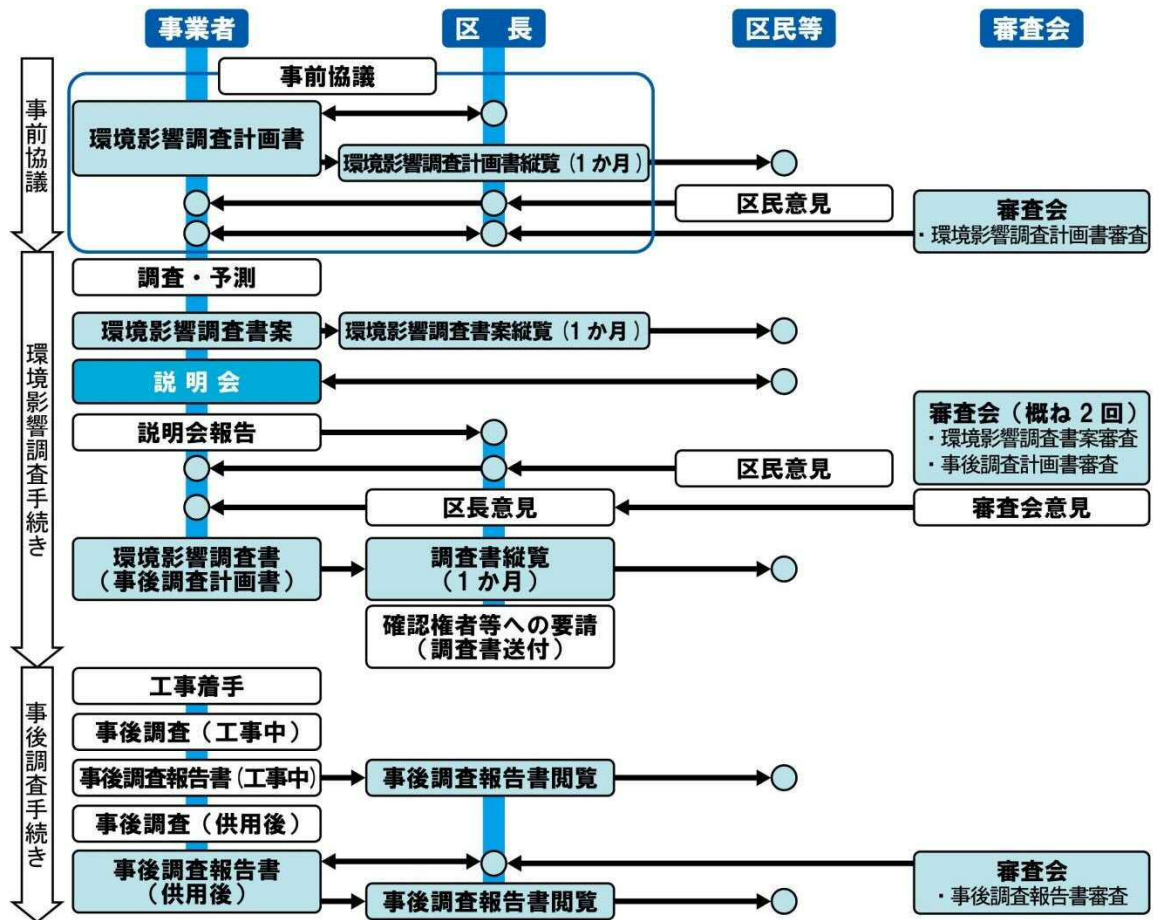 事業者
区 長
区民等
審査会
事前協議
事前協議
環境影響調査計画書
環境影響調査計画書縦覧(1か月)
区民意見
審査会
・環境影響調査計画書審査
環境影響調査手続き
調査・予測
環境影響調査書案
環境影響調査書案縦覧(1か月)
説 明 会
審査会(概ね2回)
・環境影響調査書案審査
・事後調査計画書審査
説明会報告
区民意見
区長意見
審査会意見
環境影響調査書
(事後調査計画書)
調査書縦覧
(1か月)
確認権者等への要請
(調査書送付)
事後調査手続き
工事着手
事後調査(工事中)
事後調査報告書(工事中)
事後調査報告書閲覧
事後調査(供用後)
事後調査報告書
(供用後)
事後調査報告書閲覧
審査会
・事後調査報告書審査